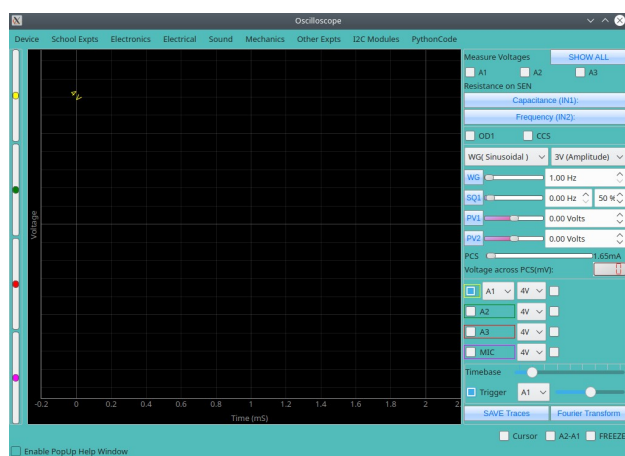 Oscilloscope
Device School Expts Electronics Electrical Sound Mechanics Other Expts I2C Modules PythonCode
Measure Voltages SHOW ALL
A1 A2 A3
Resistance on SEN
Capacitance (IN1):
Frequency (IN2):
OD1 CCS
WG( Sinusoidal ) 3V (Amplitude)
WG 1.00 Hz
SQ1 0.00 Hz 50 %
PV1 0.00 Volts
PV2 0.00 Volts
PCS 1.65mA
Voltage across PCS(mV): 0
A1 4V
A2 4V
A3 4V
MIC 4V
Timebase
Trigger A1
SAVE Traces Fourier Transform
Cursor A2-A1 FREEZE
4 V
Voltage
-0.2 0 0.2 0.4 0.6 0.8 1 1.2 1.4 1.6 1.8 2 2.
Time (mS)
Enable PopUp Help Window